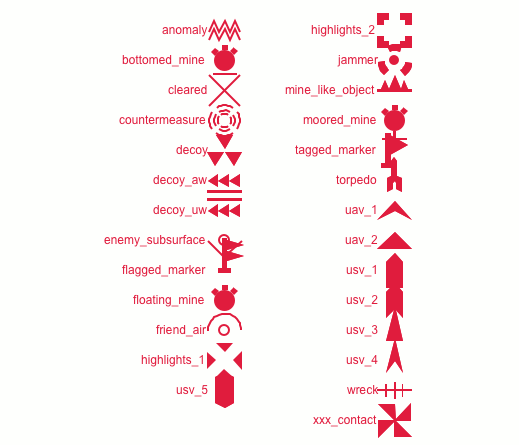 anomaly
bottomed_mine
cleared
countermeasure
decoy
decoy_aw
decoy_uw
enemy_subsurface
flagged_marker
floating_mine
friend_air
highlights_1
usv_5
highlights_2
jammer
mine_like_object
moored_mine
tagged_marker
torpedo
uav_1
uav_2
usv_1
usv_2
usv_3
usv_4
wreck
xxx_contact